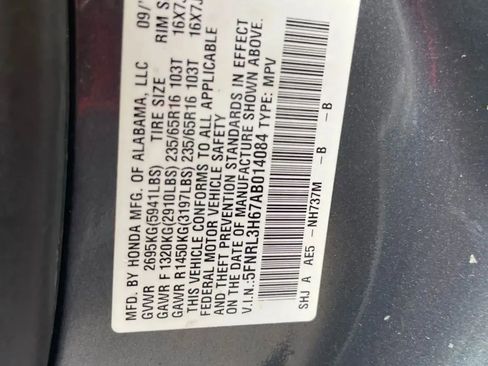 MFD. BY HONDA MFG. OF ALABAMA, LLC 09/
GVWR 2695KG(5941LBS) TIRE SIZE RIM S
GAWR F 1320KG(2910LBS) 235/65R16 103T 16X7
GAWR R1450KG(3197LBS) 235/65R16 103T 16X7
THIS VEHICLE CONFORMS TO ALL APPLICABLE
FEDERAL MOTOR VEHICLE SAFETY
AND THEFT PREVENTION STANDARDS IN EFFECT
ON THE DATE OF MANUFACTURE SHOWN ABOVE.
V.I.N.:5FNRL3H67AB014084 TYPE: MPV
SHJ A AE5 -NH737M -B -B